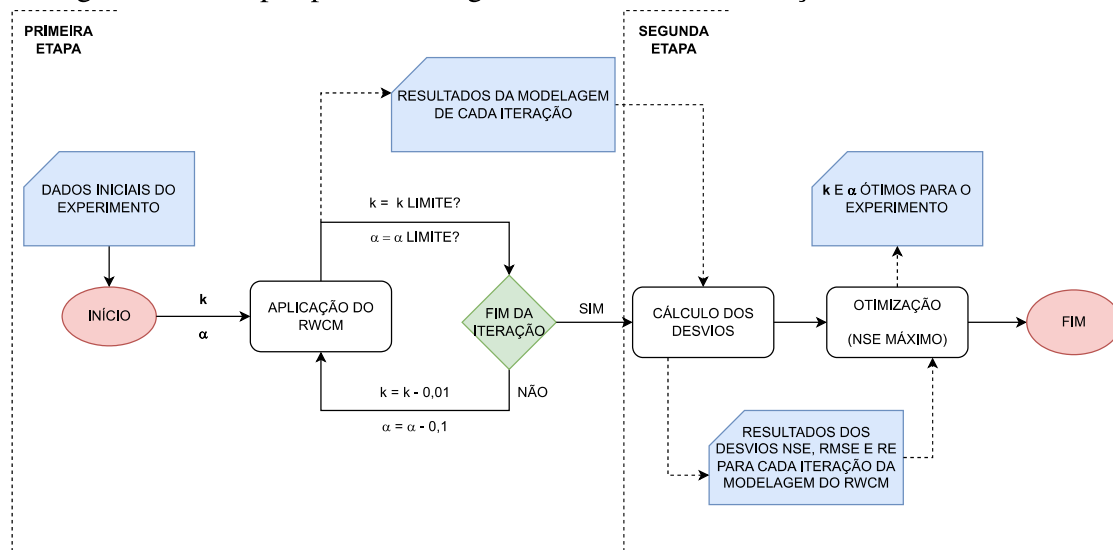 PRIMEIRA
ETAPA
SEGUNDA
ETAPA
RESULTADOS DA MODELAGEM
DE CADA ITERAÇÃO
DADOS INICIAIS DO
EXPERIMENTO
k = k LIMITE?
α = α LIMITE?
k E α ÓTIMOS PARA O
EXPERIMENTO
INÍCIO
k
α
APLICAÇÃO DO
RWCM
FIM DA
ITERAÇÃO
SIM
CÁLCULO DOS
DESVIOS
OTIMIZAÇÃO
(NSE MÁXIMO)
FIM
k = k - 0,01
α = α - 0,1
NÃO
RESULTADOS DOS
DESVIOS NSE, RMSE E RE
PARA CADA ITERAÇÃO DA
MODELAGEM DO RWCM